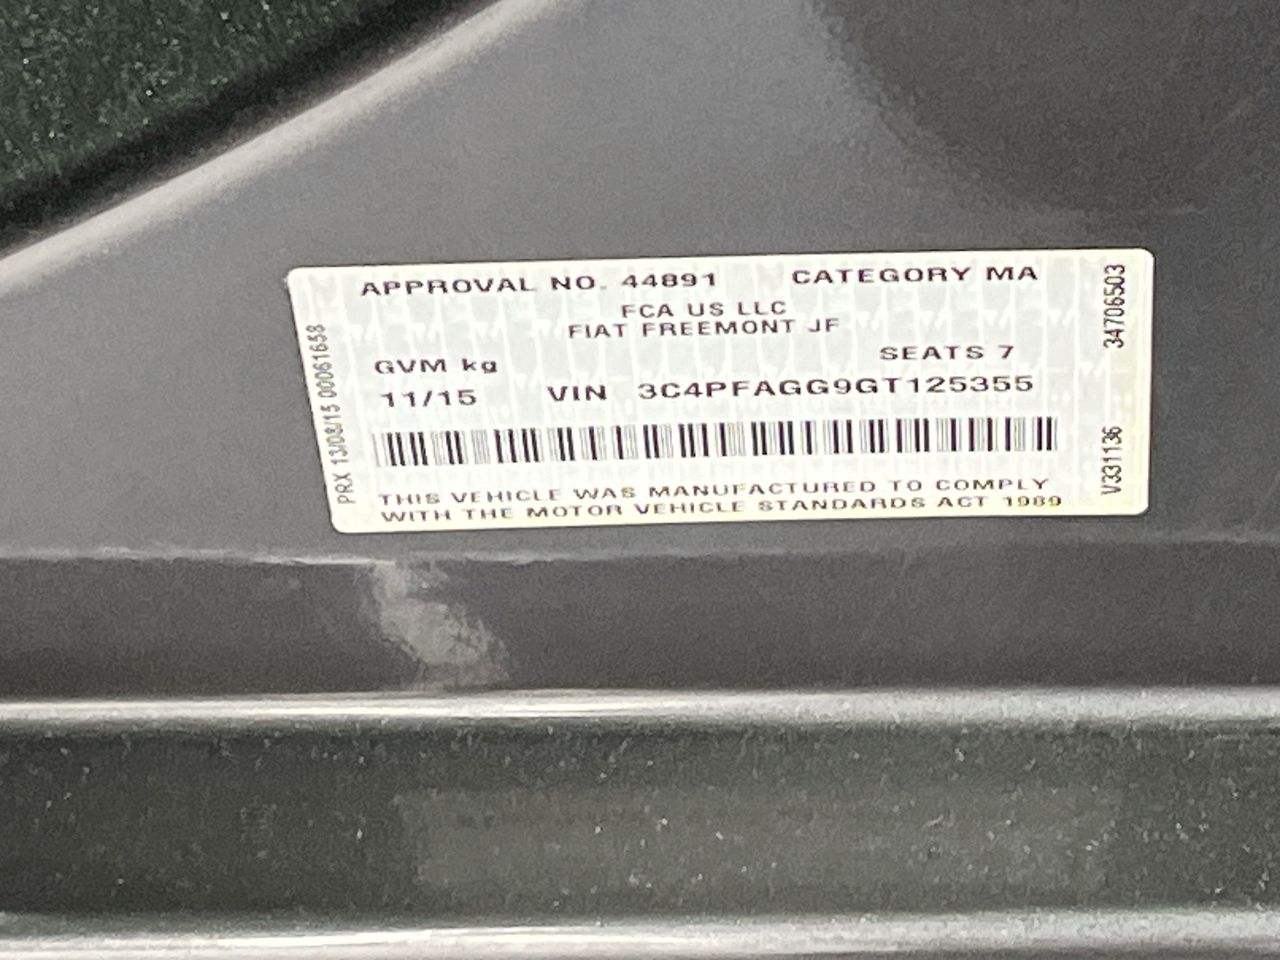 APPROVAL NO. 44891 CATEGORY MA
FCA US LLC
FIAT FREEMONT JF
GVM kg SEATS 7
11/15 VIN 3C4PFAGG9GT125355
THIS VEHICLE WAS MANUFACTURED TO COMPLY
WITH THE MOTOR VEHICLE STANDARDS ACT 1989
PRX 13/08/15 00061658
V331136 34706503